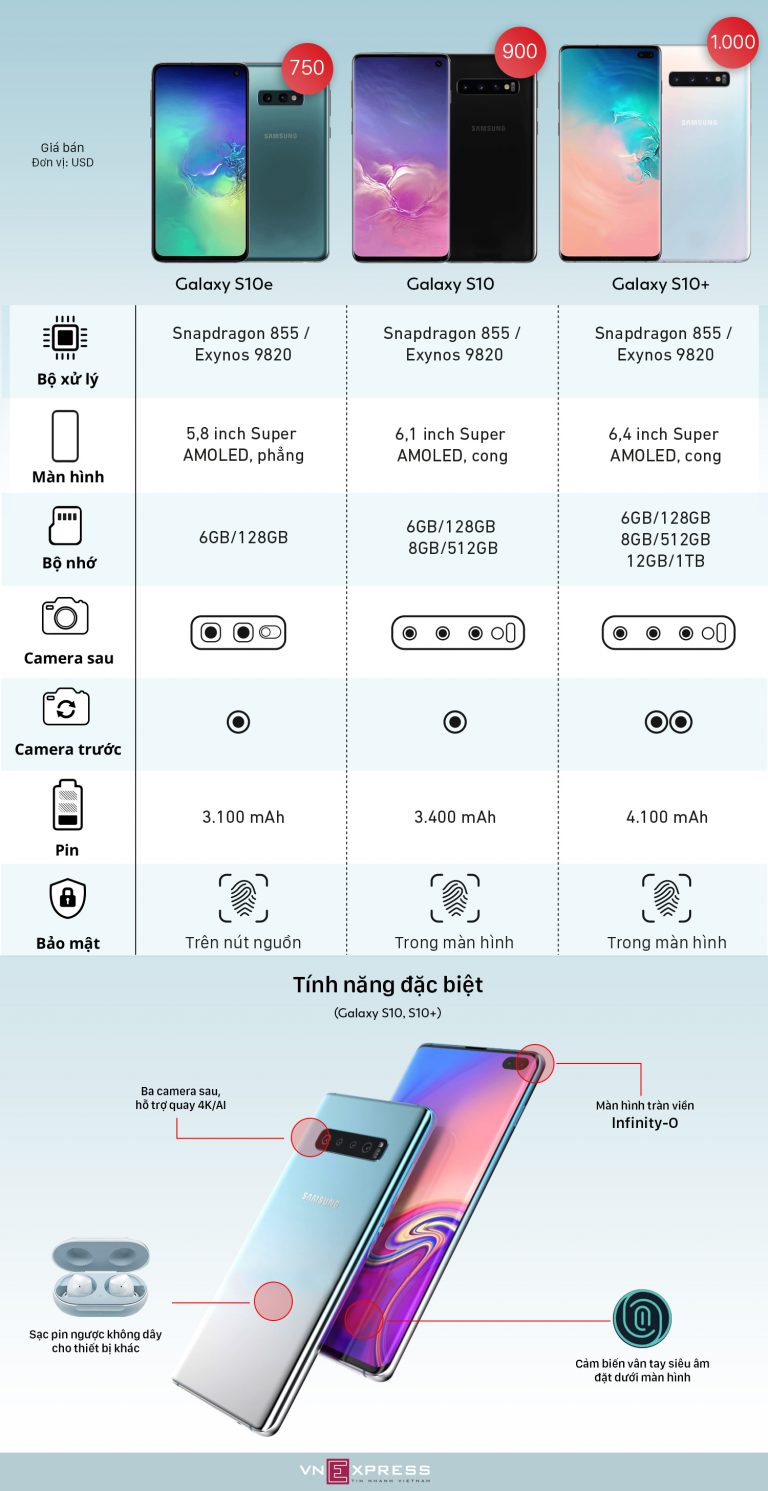 750
900
1.000
SAMSUNG
SAMSUNG
SAMSUNG
Giá bán
Đơn vị: USD
Galaxy S10e
Galaxy S10
Galaxy S10+
Bộ xử lý
Snapdragon 855 /
Exynos 9820
Snapdragon 855 /
Exynos 9820
Snapdragon 855 /
Exynos 9820
Màn hình
5,8 inch Super
AMOLED, phẳng
6,1 inch Super
AMOLED, cong
6,4 inch Super
AMOLED, cong
Bộ nhớ
6GB/128GB
6GB/128GB
8GB/512GB
6GB/128GB
8GB/512GB
12GB/1TB
Camera sau
Camera trước
Pin
3.100 mAh
3.400 mAh
4.100 mAh
Bảo mật
Trên nút nguồn
Trong màn hình
Trong màn hình
Tính năng đặc biệt
(Galaxy S10, S10+)
Ba camera sau,
hỗ trợ quay 4K/AI
Màn hình tràn viền
Infinity-O
SAMSUNG
Sạc pin ngược không dây
cho thiết bị khác
Cảm biến vân tay siêu âm
đặt dưới màn hình
VNEXPRESS
TIN NHANH VIETNAM